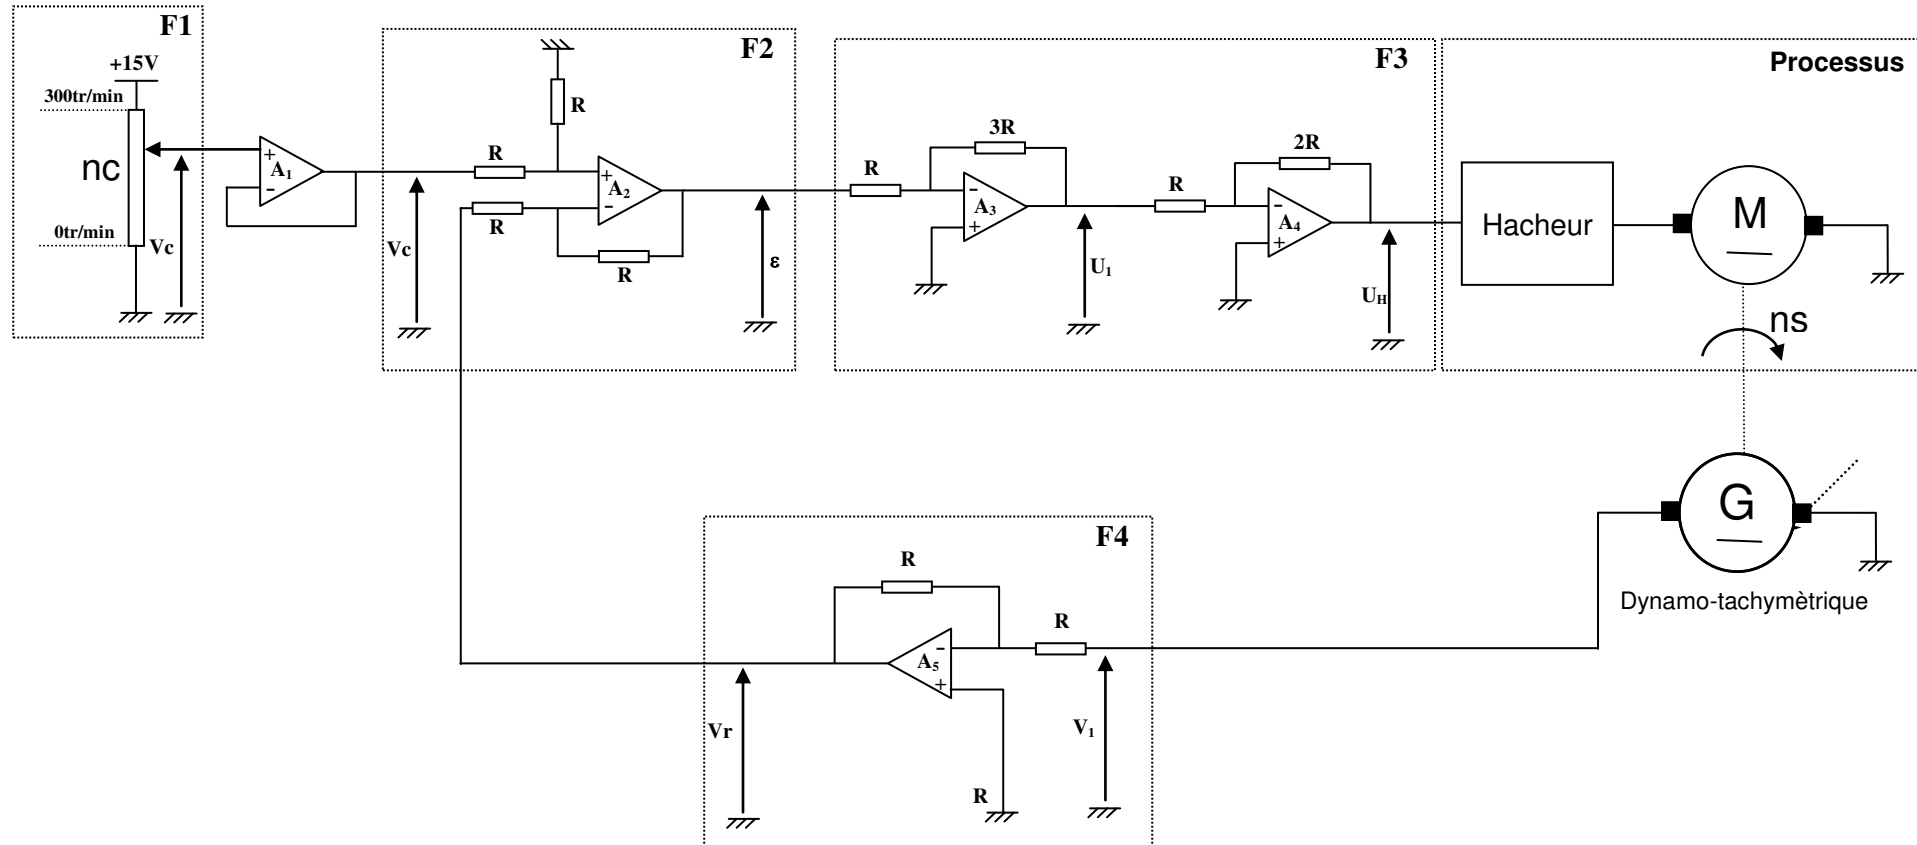 F1
+15V
300tr/min
nc
0tr/min
Vc
+
A1
-
F2
R
R
+
A2
-
R
R
Vc
ε
F3
3R
R
-
A3
+
U1
2R
R
-
A4
+
UH
Processus
Hacheur
M
ns
G
Dynamo-tachymètrique
F4
R
R
-
A5
+
Vr
V1
R